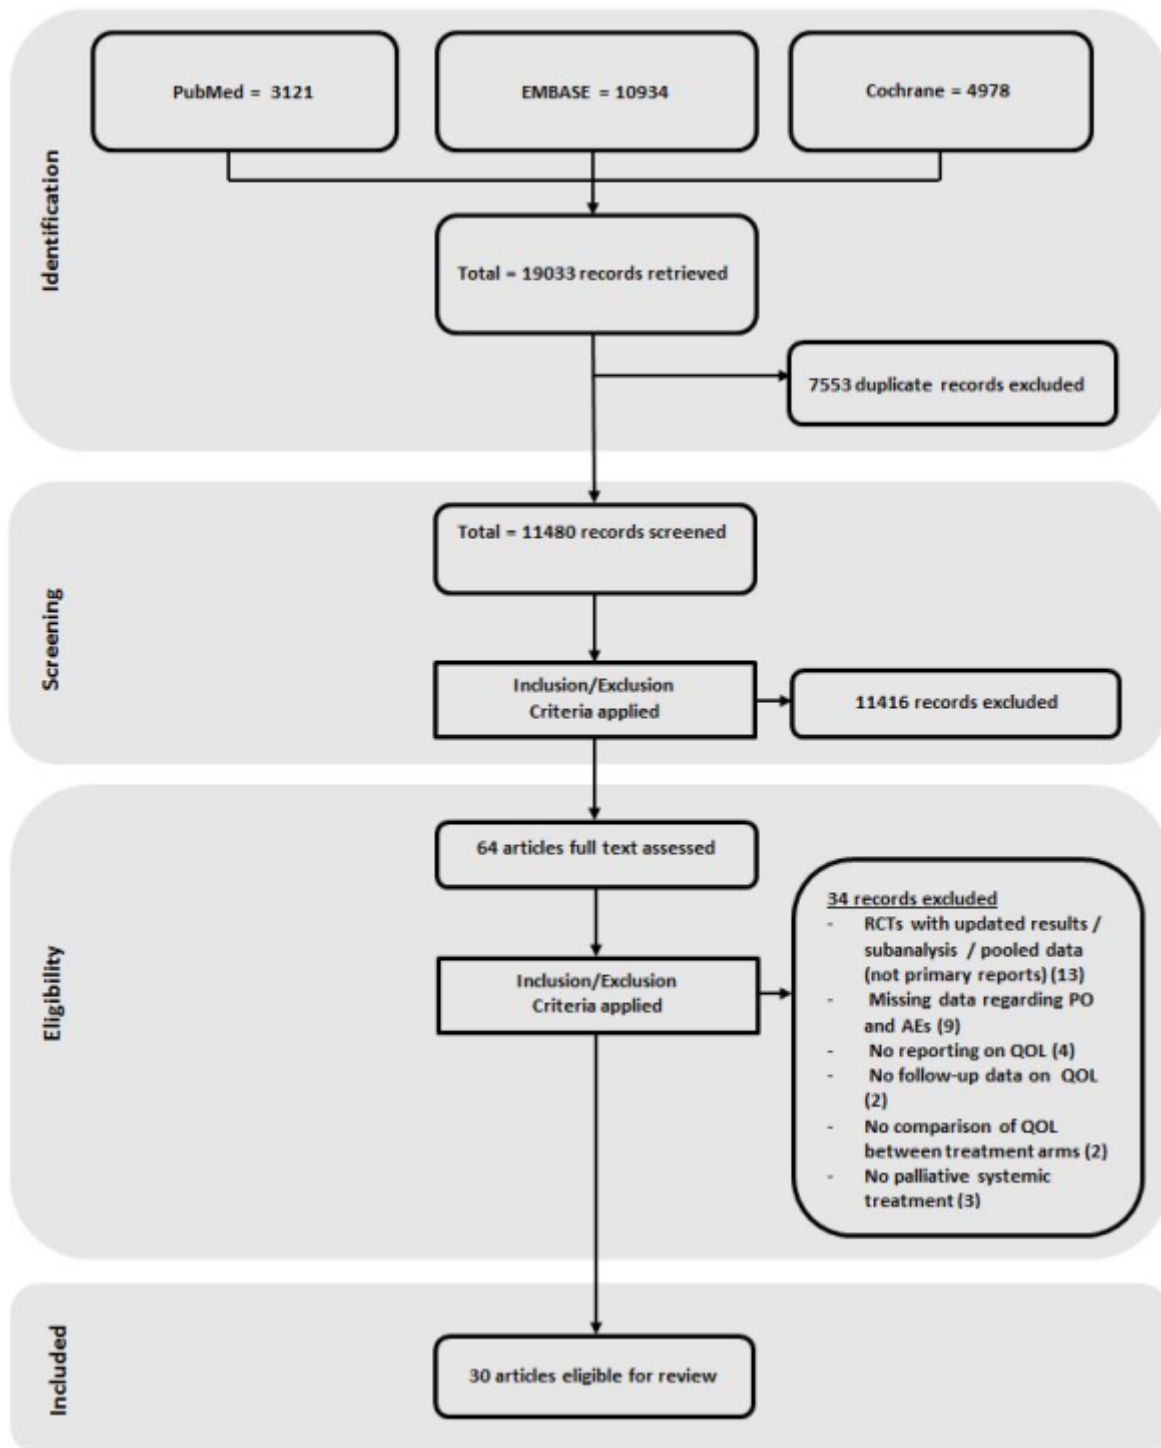 Identification
PubMed = 3121
EMBASE = 10934
Cochrane = 4978
Total = 19033 records retrieved
7553 duplicate records excluded
Screening
Total = 11480 records screened
Inclusion/Exclusion
Criteria applied
11416 records excluded
Eligibility
64 articles full text assessed
Inclusion/Exclusion
Criteria applied
34 records excluded
- RCTs with updated results /
subanalysis / pooled data
(not primary reports) (13)
- Missing data regarding PO
and AEs (9)
- No reporting on QOL (4)
- No follow-up data on QOL
(2)
- No comparison of QOL
between treatment arms (2)
- No palliative systemic
treatment (3)
Included
30 articles eligible for review